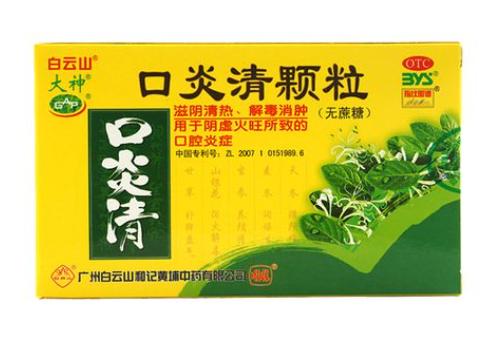 白云山®
大神®
GAP
口炎清颗粒
OTC
BYS
滋阴清热、解毒消肿
（无蔗糖）
用于阴虚火旺所致的
口腔炎症
中国专利号：ZL 2007 1 0151989.6
口炎清
广州白云山和记黄埔中药有限公司